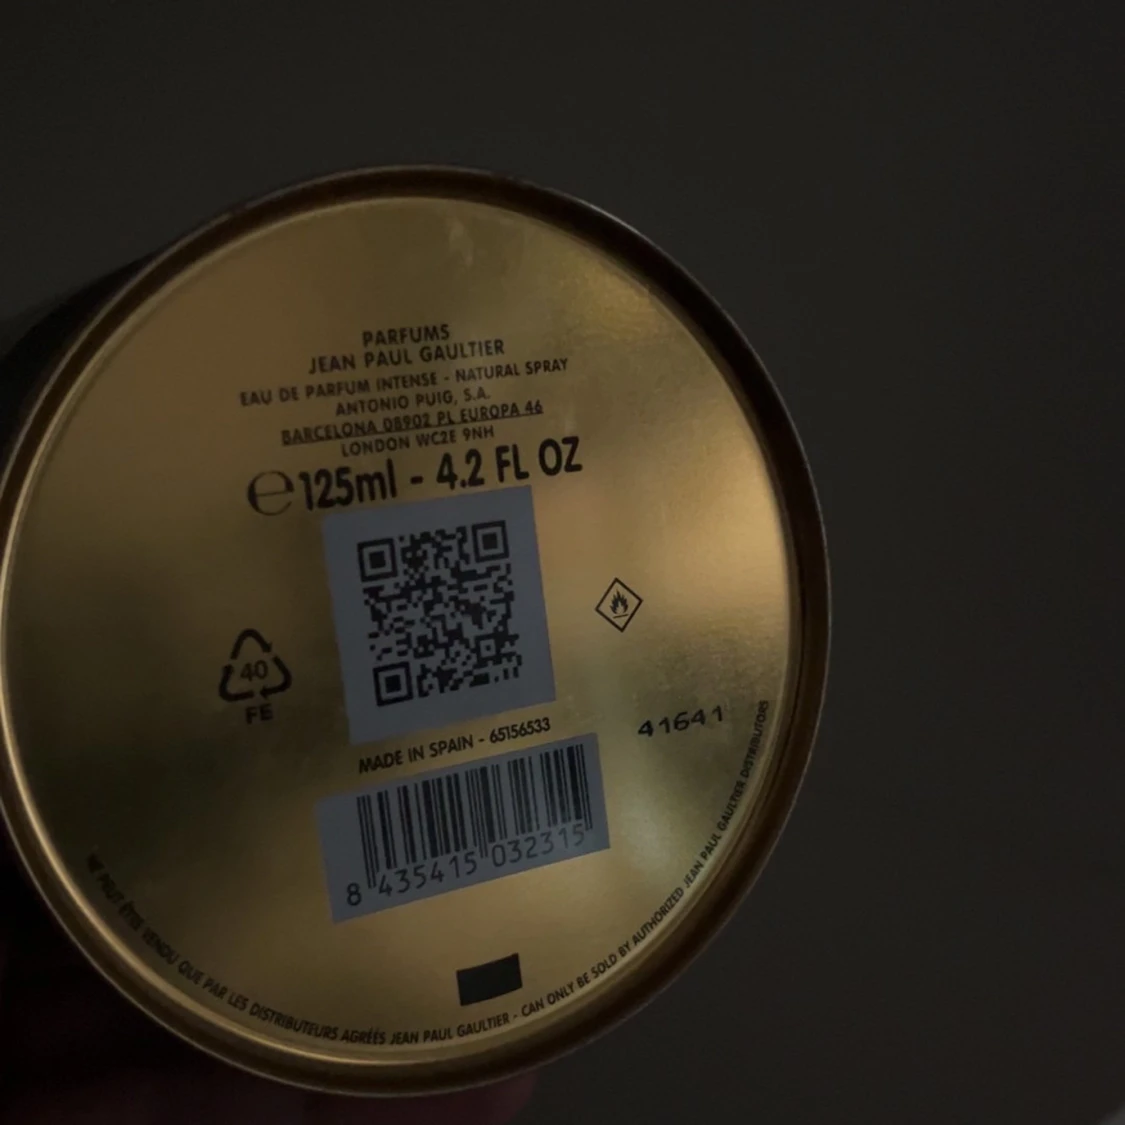 PARFUMS
JEAN PAUL GAULTIER
EAU DE PARFUM INTENSE - NATURAL SPRAY
ANTONIO PUIG, S.A.
BARCELONA 08902 PL EUROPA 46
LONDON WC2E 9NH
℮125ml - 4.2 FL OZ
40
FE
MADE IN SPAIN - 65156533
41641
8 435415 032315
NE PEUT ÊTRE VENDU QUE PAR LES DISTRIBUTEURS AGRÉÉS JEAN PAUL GAULTIER - CAN ONLY BE SOLD BY AUTHORIZED JEAN PAUL GAULTIER DISTRIBUTORS